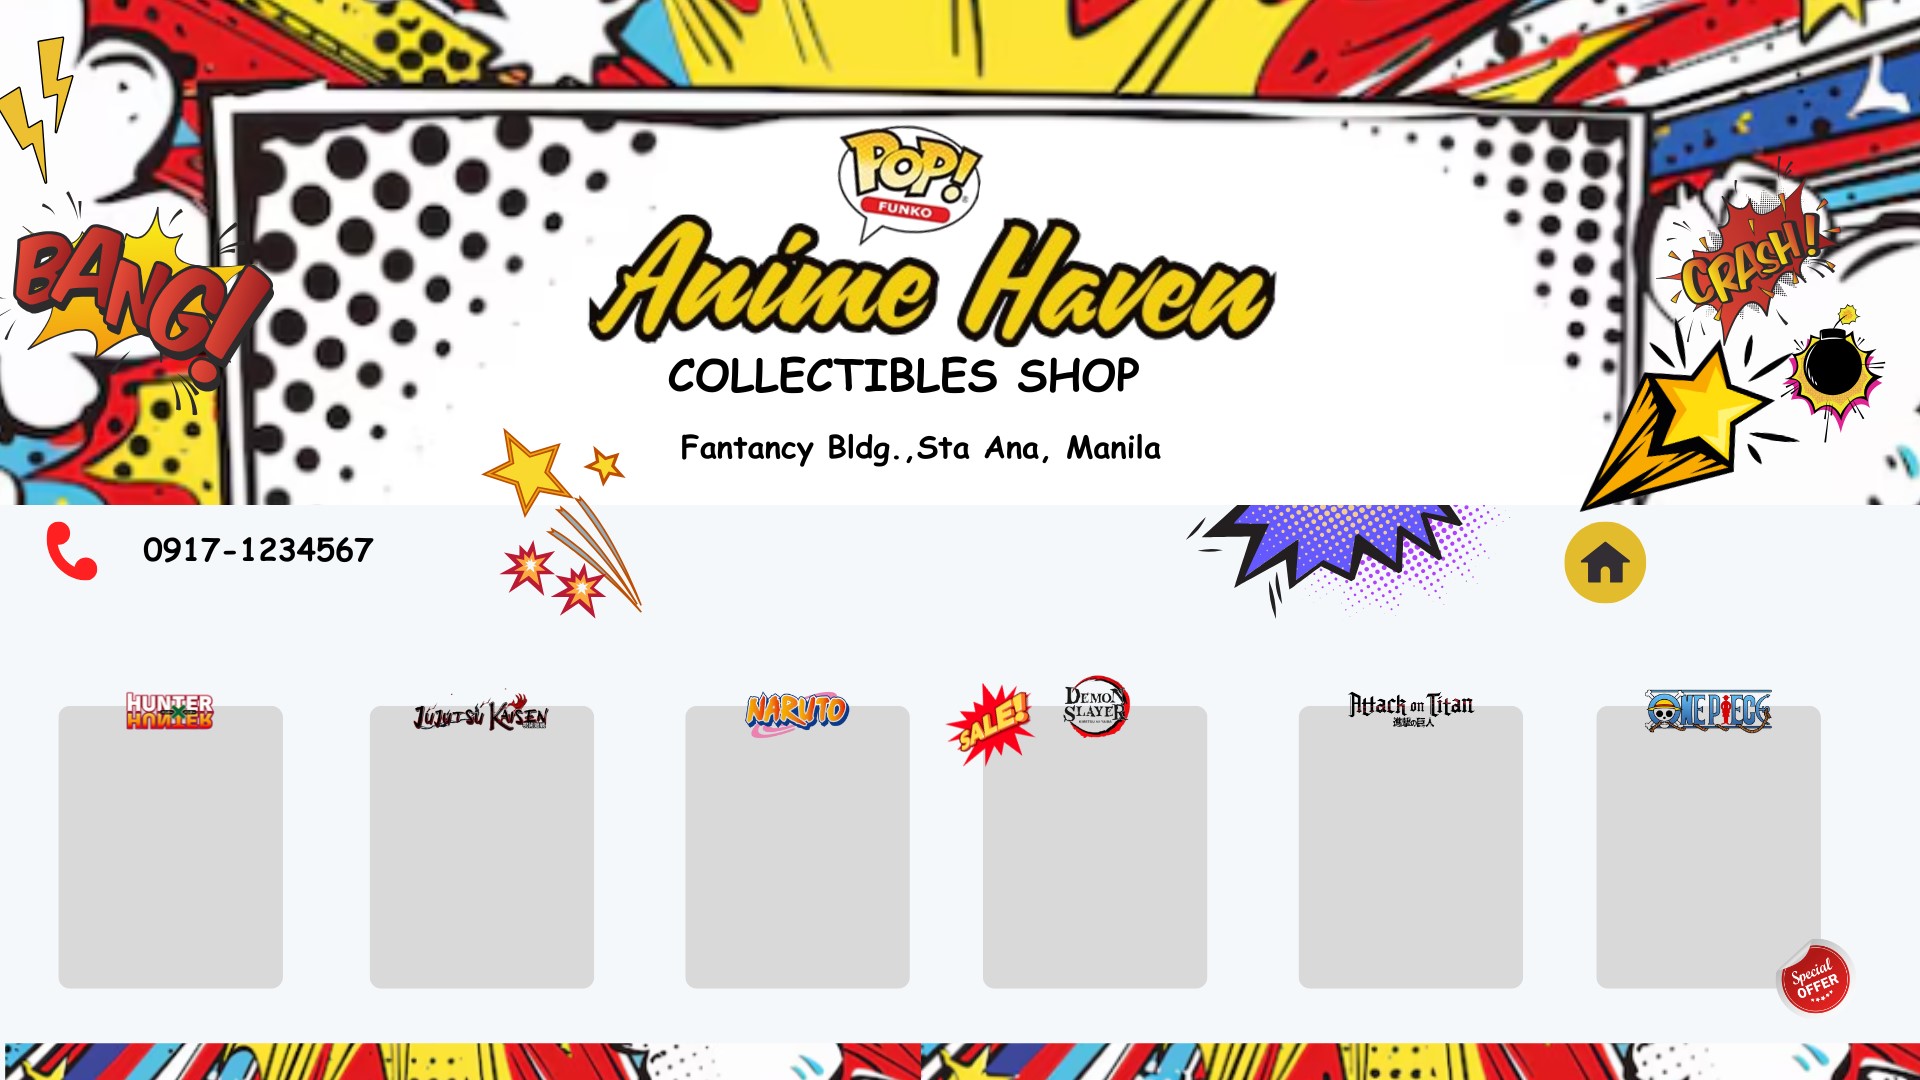 POP!
FUNKO
Anime Haven
COLLECTIBLES SHOP
Fantancy Bldg.,Sta Ana, Manila
BANG!
CRASH!
0917-1234567
HUNTER
HUNTER
JUJUTSU KAISEN
NARUTO
SALE!
DEMON
SLAYER
Attack on Titan
進撃の巨人
ONE PIECE
Special
OFFER